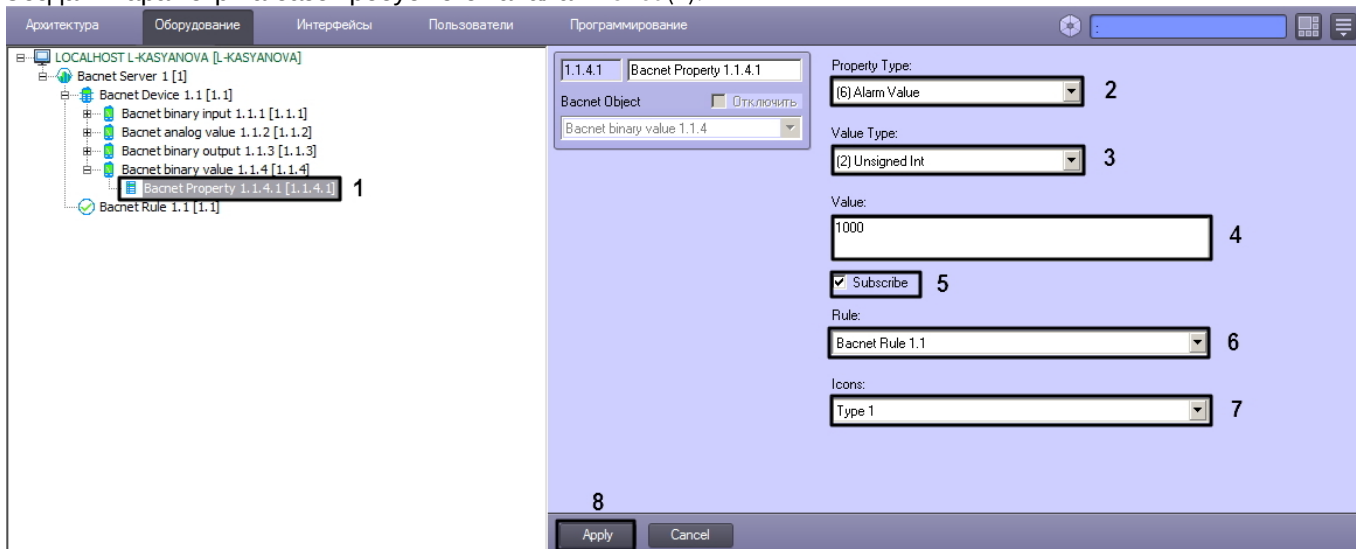 Архитектура Оборудование Интерфейсы Пользователи Программирование :
LOCALHOST L-KASYANOVA [L-KASYANOVA]
Bacnet Server 1 [1]
Bacnet Device 1.1 [1.1]
Bacnet binary input 1.1.1 [1.1.1]
Bacnet analog value 1.1.2 [1.1.2]
Bacnet binary output 1.1.3 [1.1.3]
Bacnet binary value 1.1.4 [1.1.4]
Bacnet Property 1.1.4.1 [1.1.4.1] 1
Bacnet Rule 1.1 [1.1]
1.1.4.1 Bacnet Property 1.1.4.1
Bacnet Object Отключить
Bacnet binary value 1.1.4
Property Type:
(6) Alarm Value 2
Value Type:
(2) Unsigned Int 3
Value:
1000 4
Subscribe 5
Rule:
Bacnet Rule 1.1 6
Icons:
Type 1 7
8
Apply Cancel